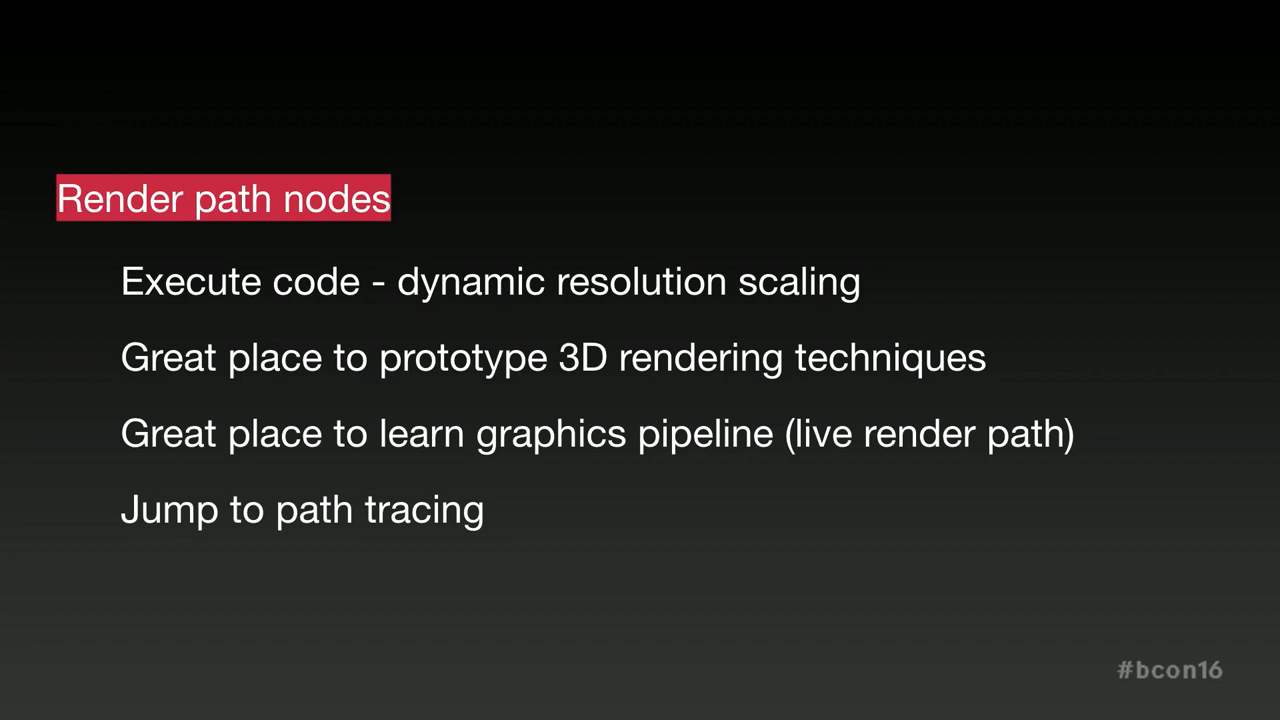 Render path nodes
Execute code - dynamic resolution scaling
Great place to prototype 3D rendering techniques
Great place to learn graphics pipeline (live render path)
Jump to path tracing
#bcon16